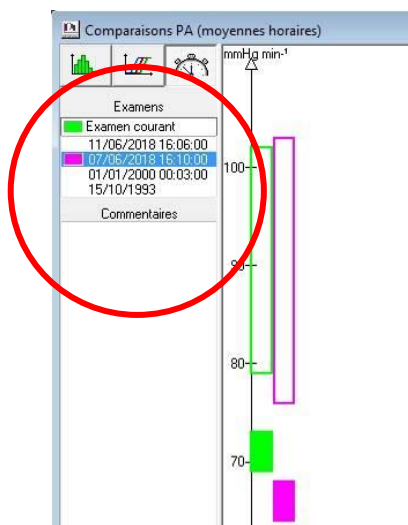 Comparaisons PA (moyennes horaires)
mmHg min⁻¹
Examens
Examen courant
11/06/2018 16:06:00
07/06/2018 16:10:00
01/01/2000 00:03:00
15/10/1993
Commentaires
100
90
80
70